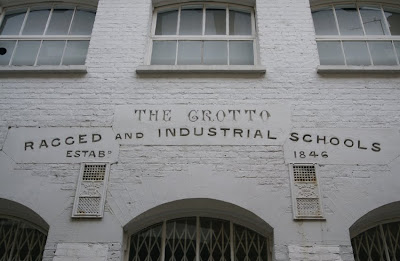 THE GROTTO
RAGGED AND INDUSTRIAL SCHOOLS
ESTABD 1846